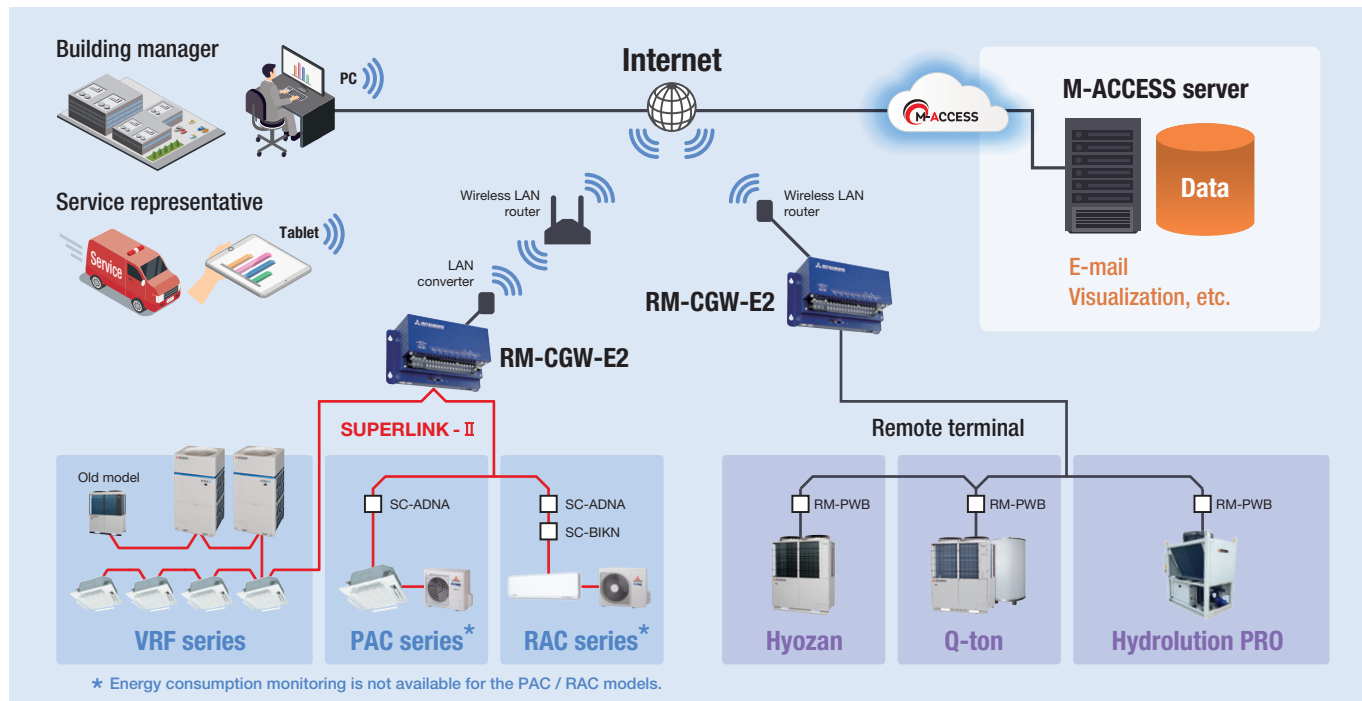 Building manager
PC
Internet
M-ACCESS
M-ACCESS server
Data
E-mail
Visualization, etc.
Service representative
Service
Tablet
Wireless LAN
router
LAN
converter
RM-CGW-E2
Wireless LAN
router
RM-CGW-E2
SUPERLINK - II
Remote terminal
Old model
SC-ADNA
SC-ADNA
SC-BIKN
RM-PWB
RM-PWB
RM-PWB
VRF series
PAC series*
RAC series*
Hyozan
Q-ton
Hydrolution PRO
* Energy consumption monitoring is not available for the PAC / RAC models.